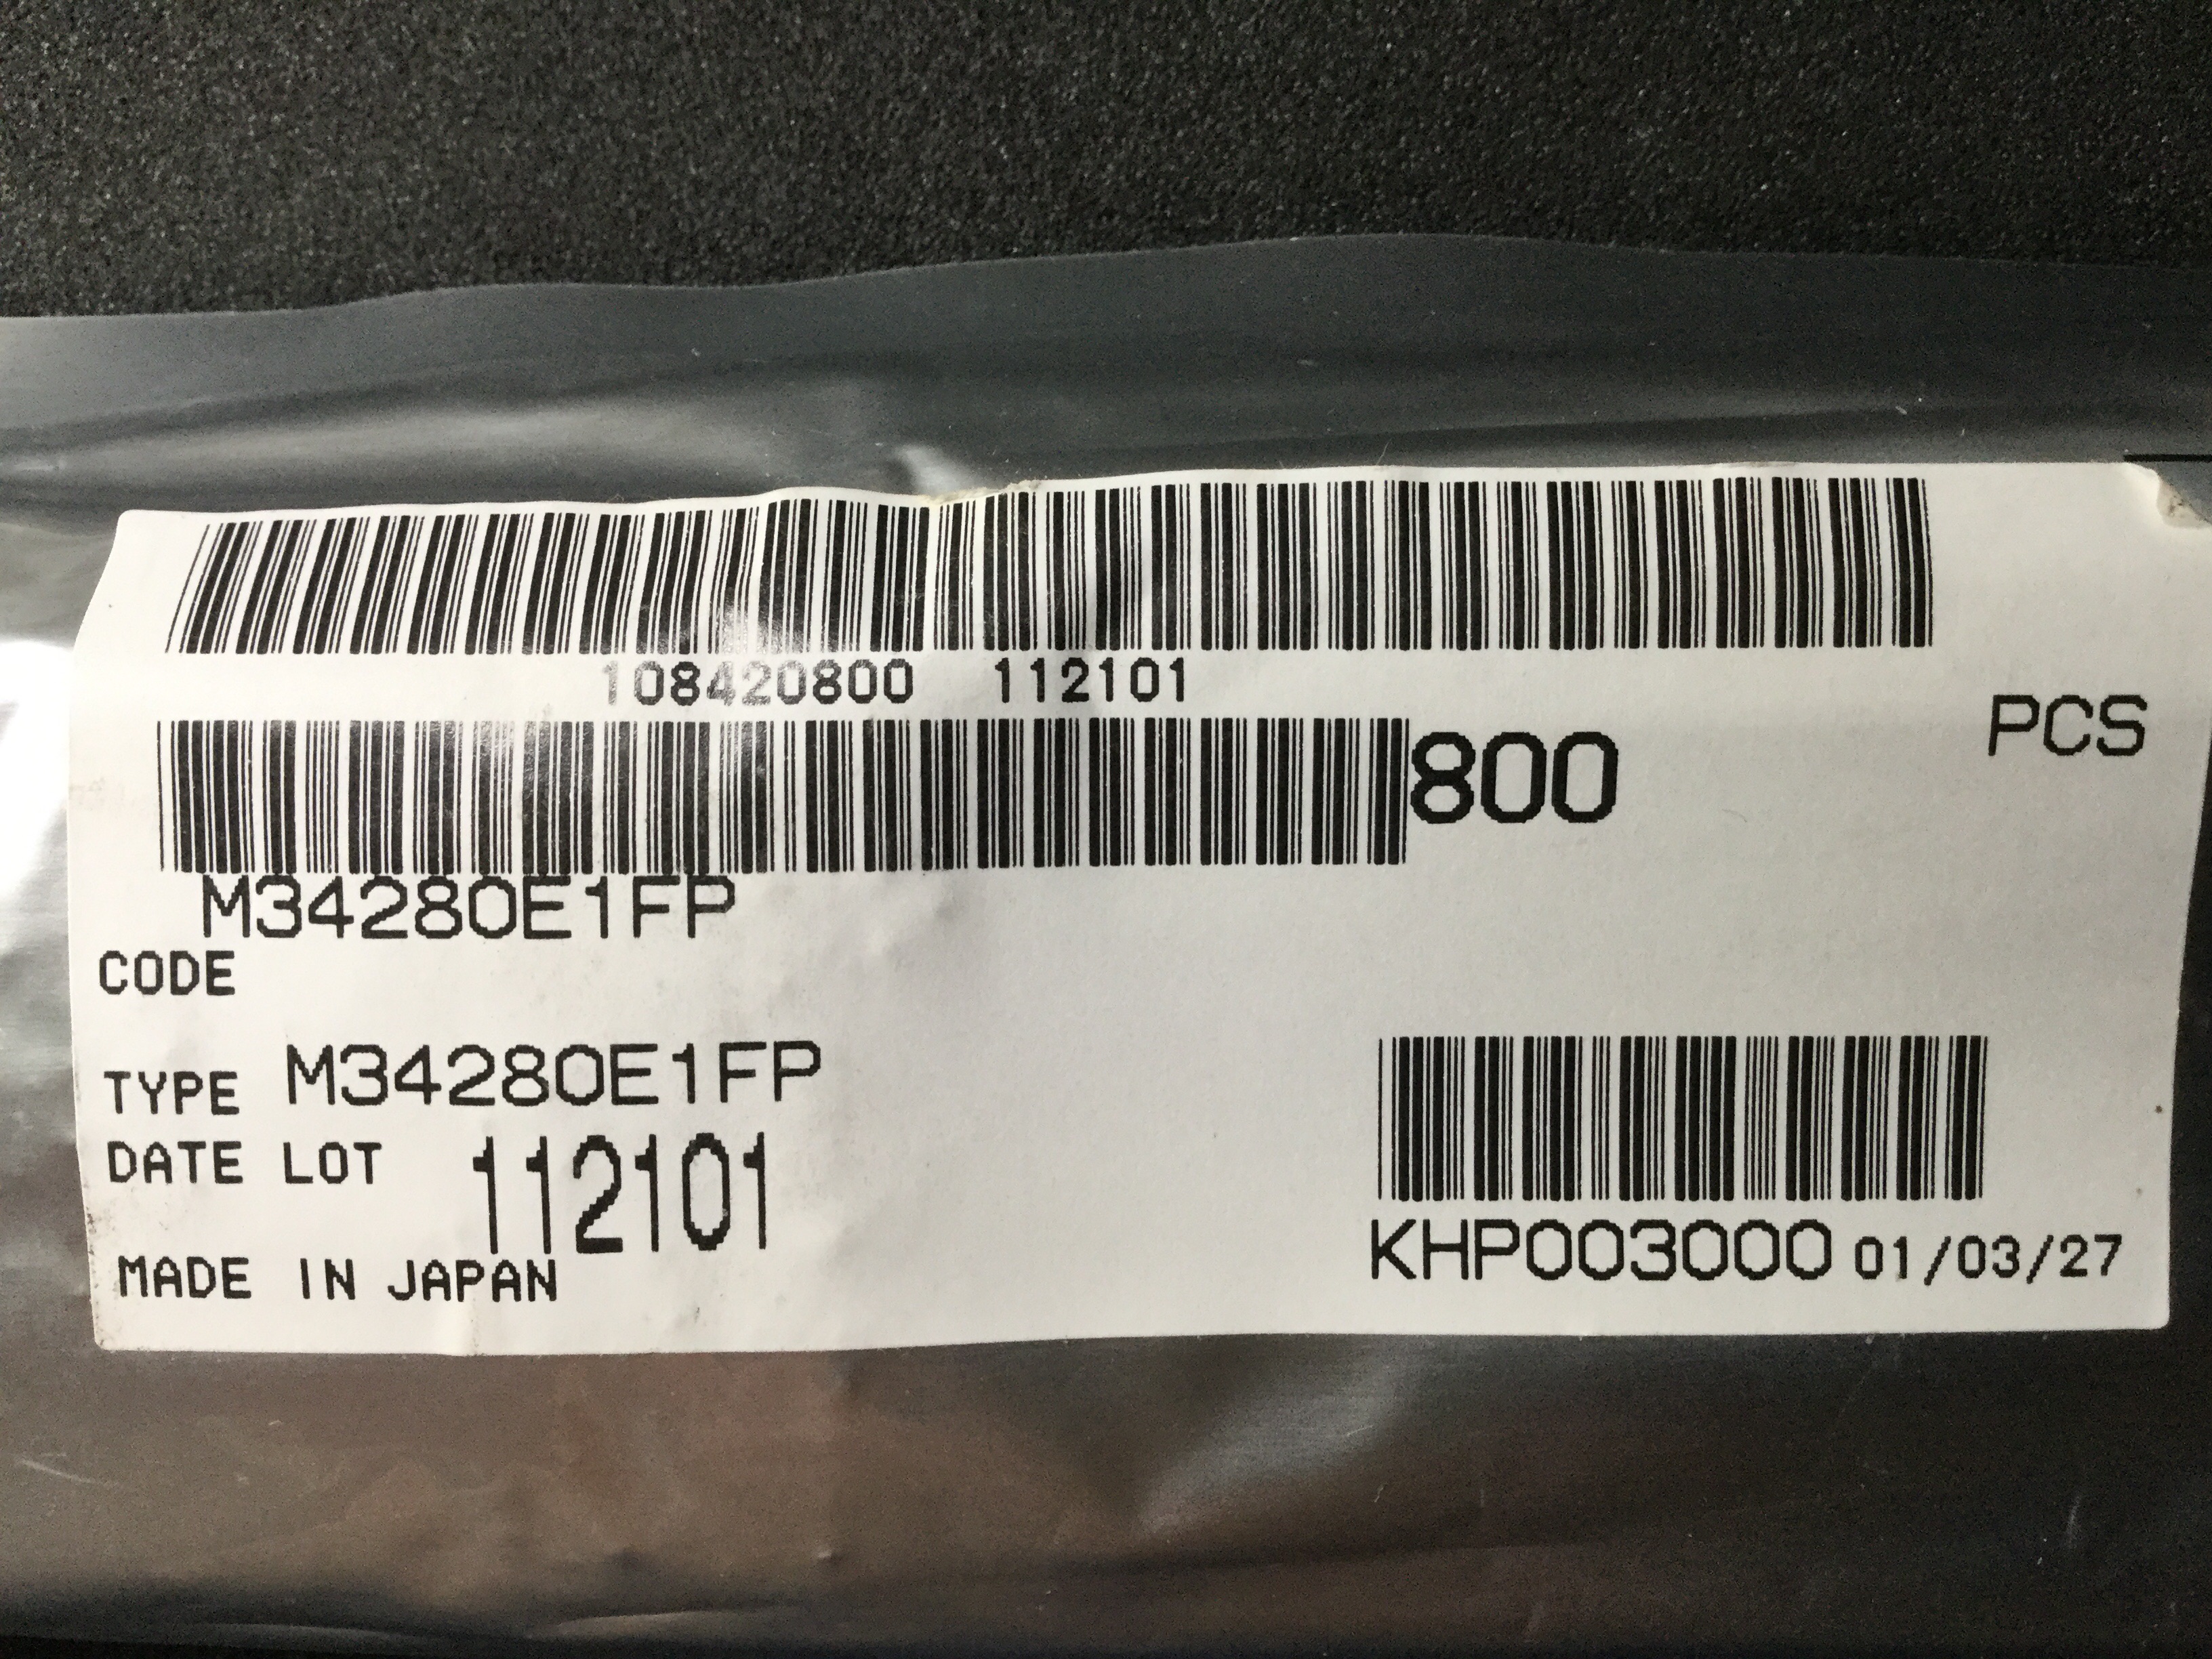 108420800 112101
800 PCS
M34280E1FP
CODE
TYPE M34280E1FP
DATE LOT 112101
MADE IN JAPAN
KHP003000 01/03/27